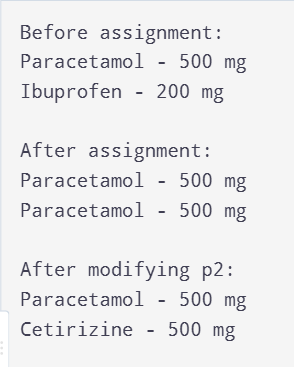 Before assignment:
Paracetamol - 500 mg
Ibuprofen - 200 mg

After assignment:
Paracetamol - 500 mg
Paracetamol - 500 mg

After modifying p2:
Paracetamol - 500 mg
Cetirizine - 500 mg